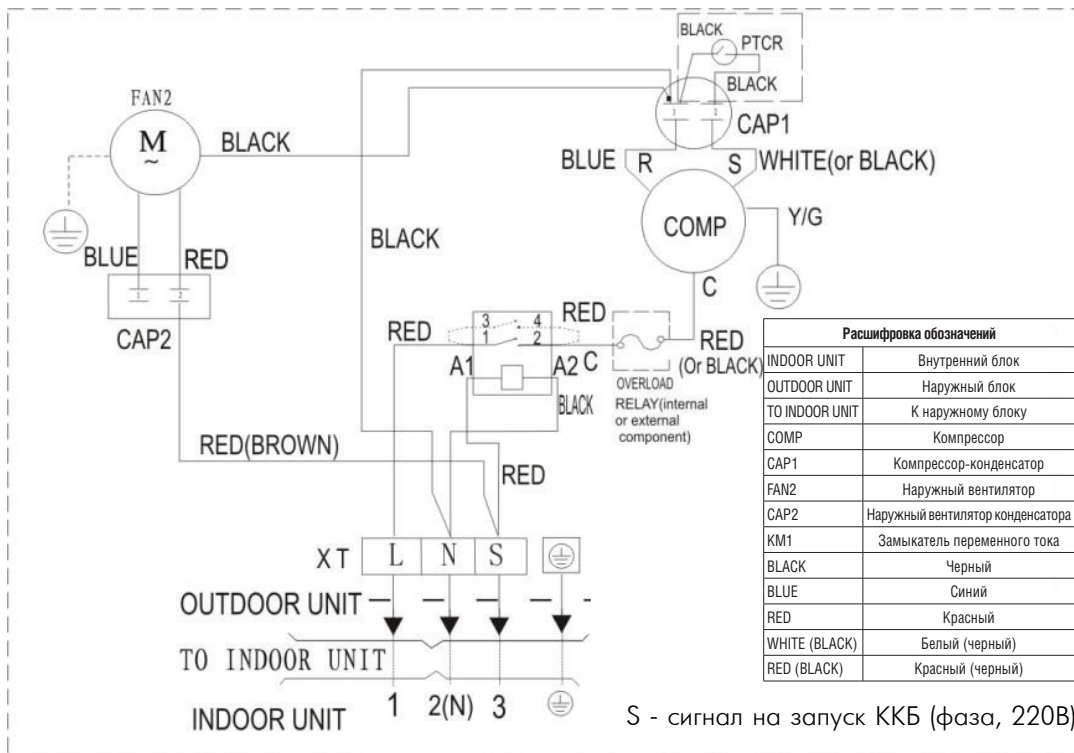 BLACK
PTCR
BLACK
CAP1
FAN2
M
~
BLACK
BLUE
R
S
WHITE(or BLACK)
COMP
Y/G
BLACK
BLUE
RED
1
2
1
2
CAP2
C
RED
3
4
1
2
RED
A1
A2
C
RED
(Or BLACK)
OVERLOAD
RELAY(internal
or external
component)
BLACK
RED(BROWN)
RED
XT
L
N
S
OUTDOOR UNIT
TO INDOOR UNIT
INDOOR UNIT
1
2(N)
3
Расшифровка обозначений
INDOOR UNIT Внутренний блок
OUTDOOR UNIT Наружный блок
TO INDOOR UNIT К наружному блоку
COMP Компрессор
CAP1 Компрессор-конденсатор
FAN2 Наружный вентилятор
CAP2 Наружный вентилятор конденсатора
KM1 Замыкатель переменного тока
BLACK Черный
BLUE Синий
RED Красный
WHITE (BLACK) Белый (черный)
RED (BLACK) Красный (черный)
S - сигнал на запуск ККБ (фаза, 220В)